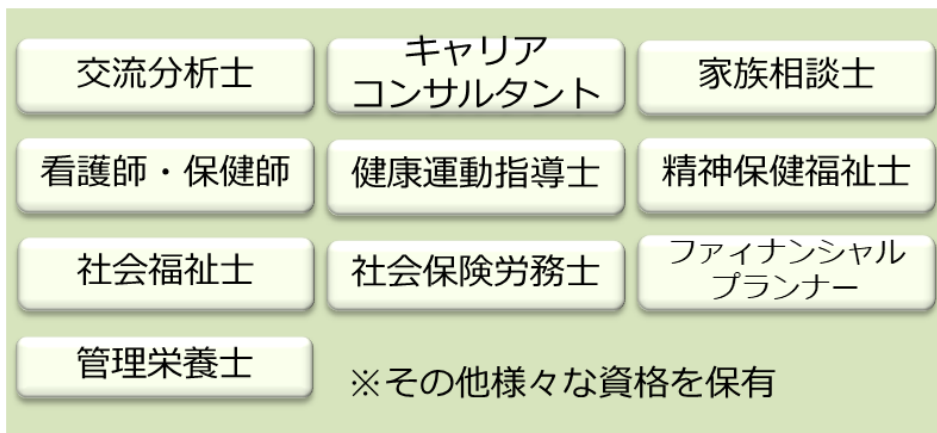 交流分析士
キャリア
コンサルタント
家族相談士
看護師・保健師
健康運動指導士
精神保健福祉士
社会福祉士
社会保険労務士
ファィナンシャル
プランナー
管理栄養士
※その他様々な資格を保有